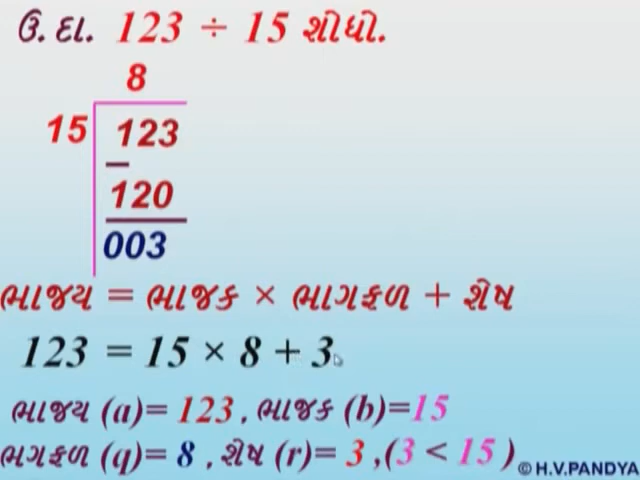 ઉ. દા. 123 ÷ 15 શોધો.
8
15 123
–
120
003
ભાજ્ય = ભાજક × ભાગફળ + શેષ
123 = 15 × 8 + 3
ભાજ્ય (a)= 123 , ભાજક (b)=15
ભગફળ (q)= 8 , શેષ (r)= 3 ,(3 < 15 )
© H.V.PANDYA